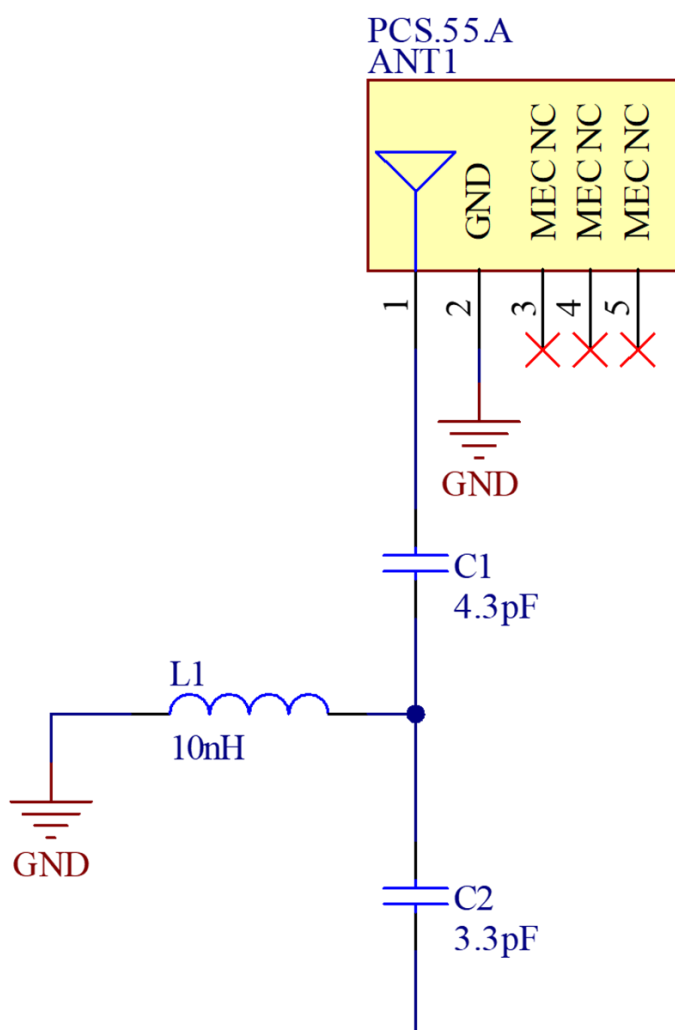 PCS.55.A
ANT1
GND
MEC NC
MEC NC
MEC NC
1
2
3
4
5
GND
C1
4.3pF
L1
10nH
GND
C2
3.3pF